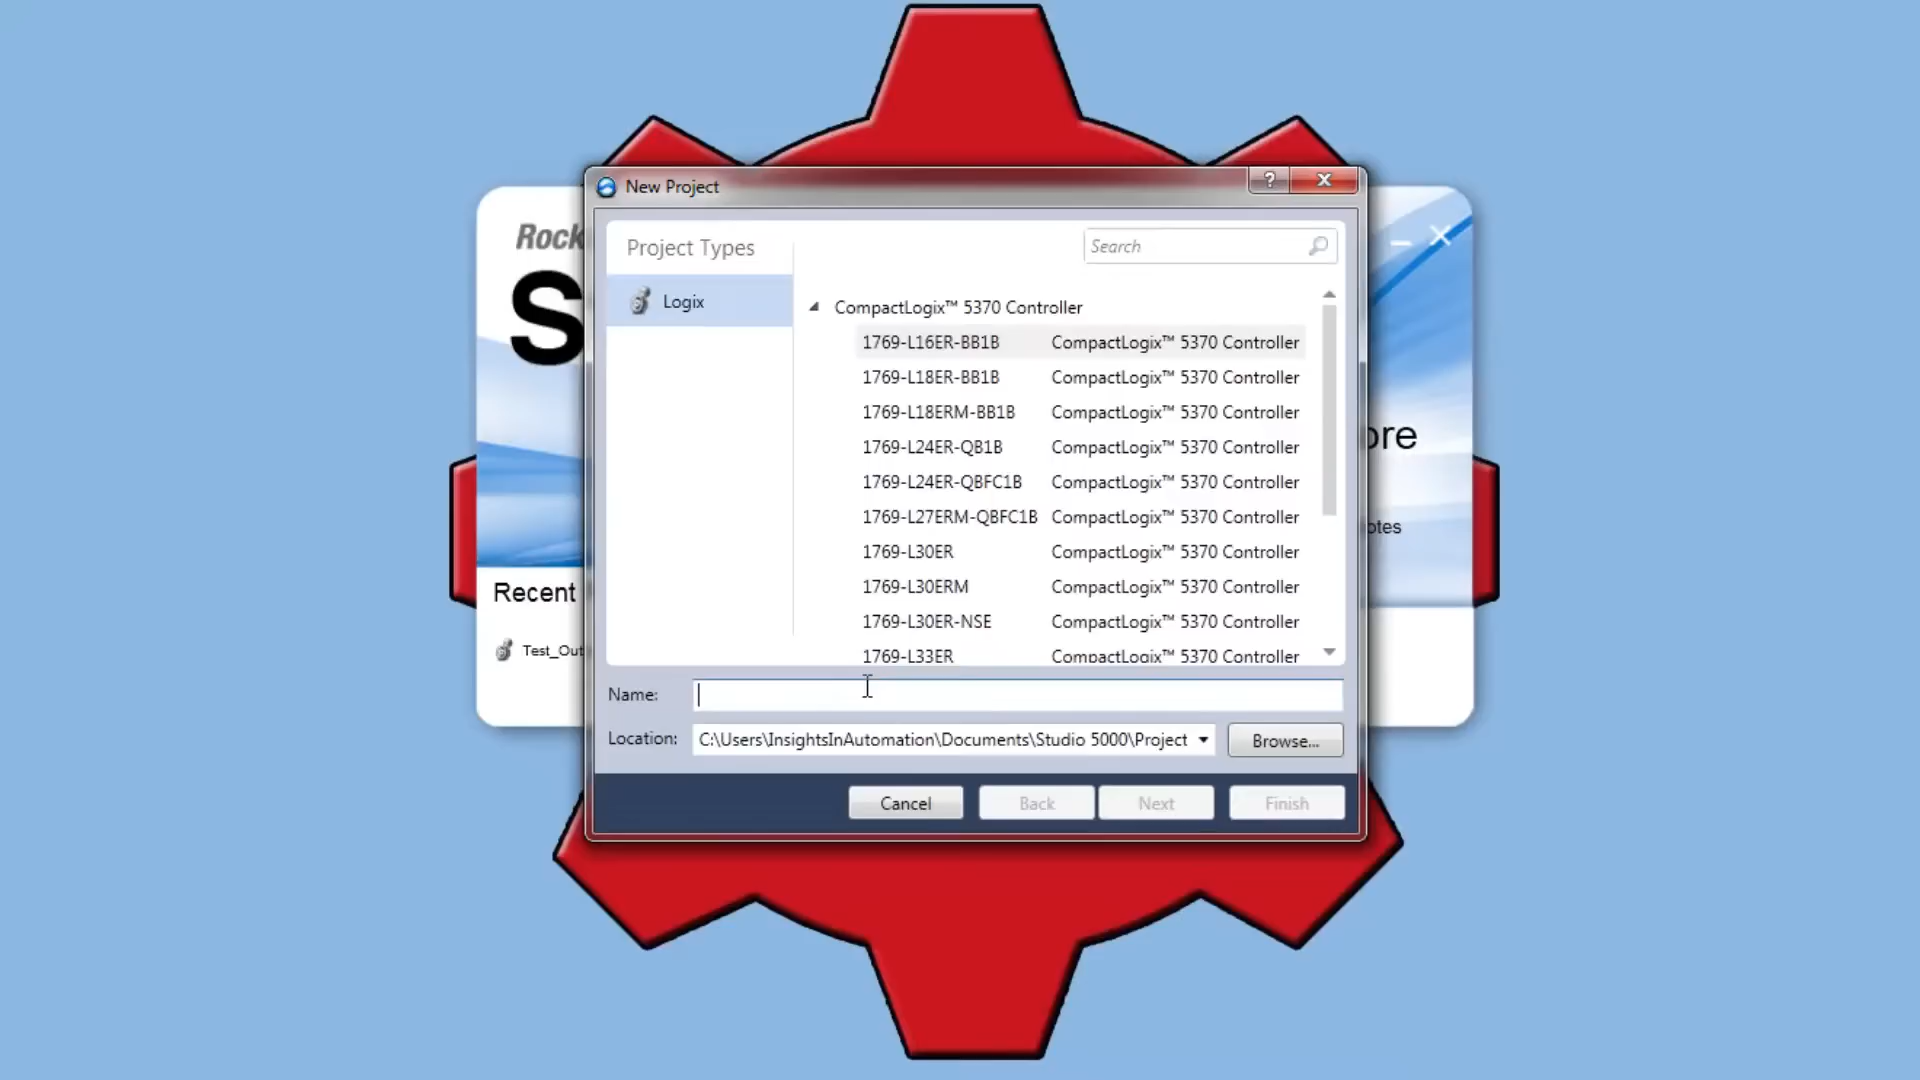 New Project
?
Rock
S
Project Types
Search
Logix
CompactLogix™ 5370 Controller
1769-L16ER-BB1B CompactLogix™ 5370 Controller
1769-L18ER-BB1B CompactLogix™ 5370 Controller
1769-L18ERM-BB1B CompactLogix™ 5370 Controller
1769-L24ER-QB1B CompactLogix™ 5370 Controller
1769-L24ER-QBFC1B CompactLogix™ 5370 Controller
1769-L27ERM-QBFC1B CompactLogix™ 5370 Controller
1769-L30ER CompactLogix™ 5370 Controller
1769-L30ERM CompactLogix™ 5370 Controller
1769-L30ER-NSE CompactLogix™ 5370 Controller
1769-L33ER CompactLogix™ 5370 Controller
ore
otes
Recent
Test_Out
Name:
Location: C:\Users\InsightsInAutomation\Documents\Studio 5000\Project Browse...
Cancel Back Next Finish